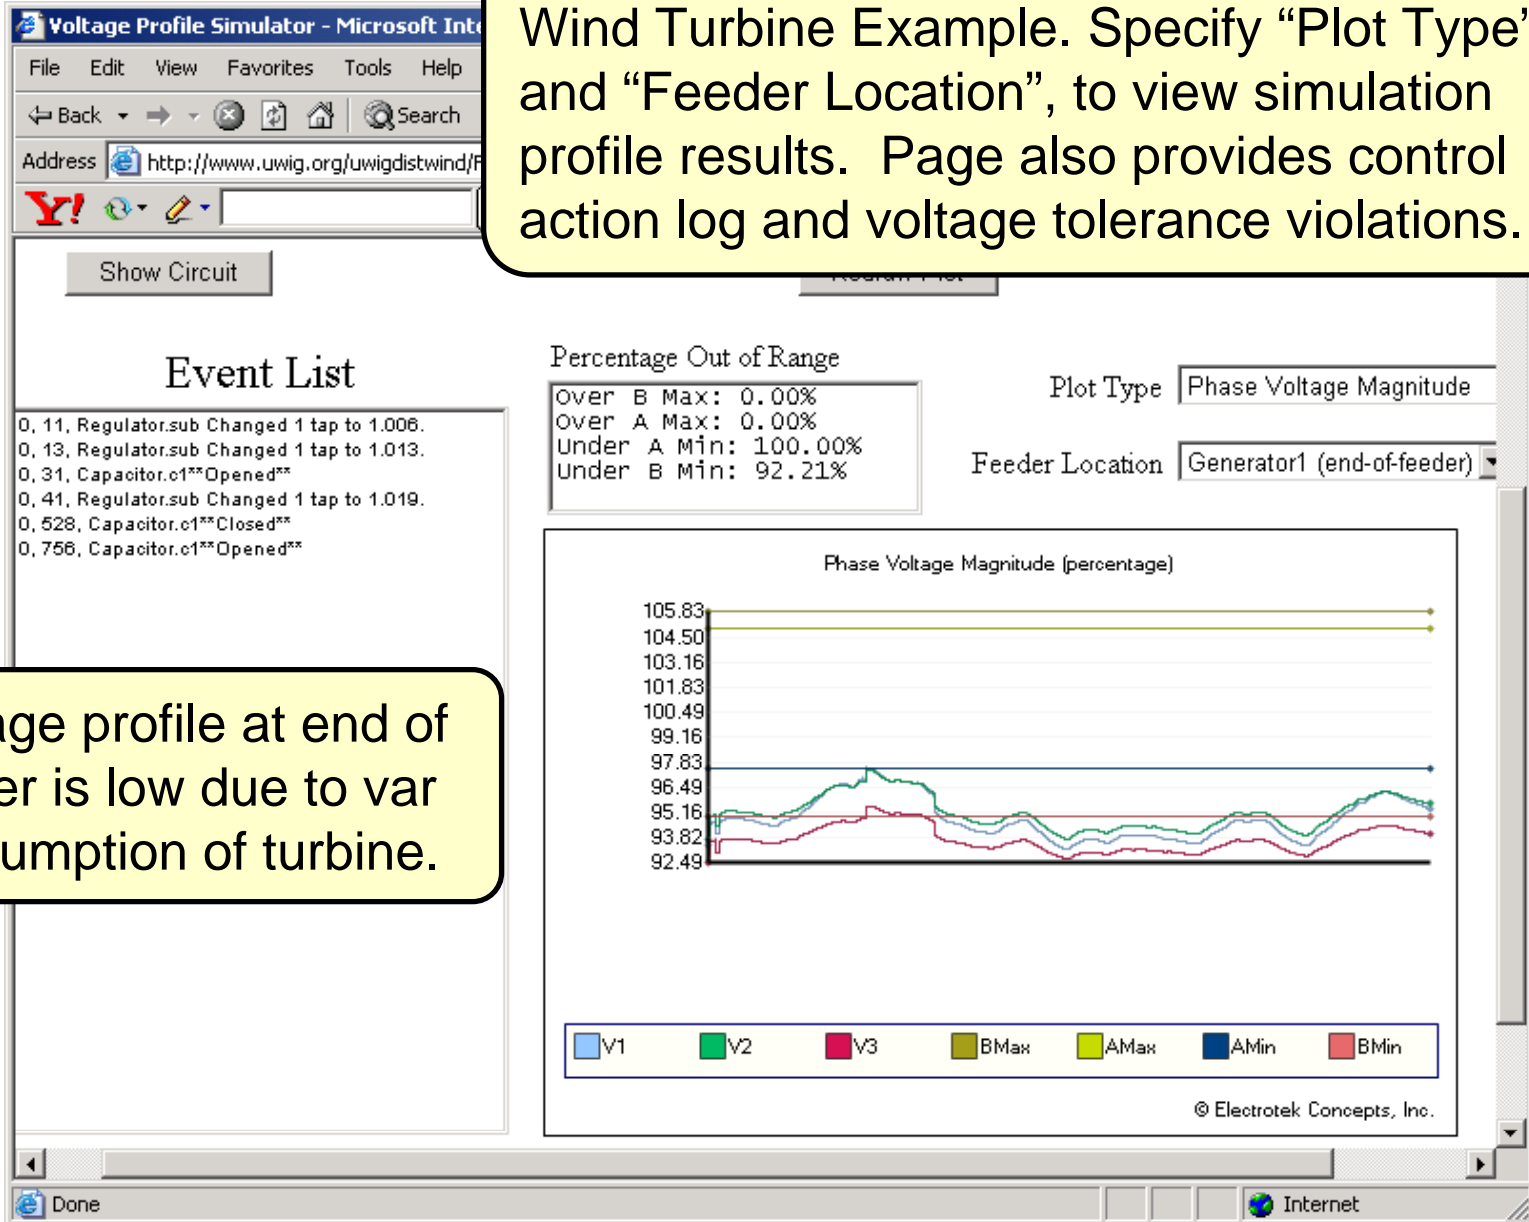 Voltage Profile Simulator - Microsoft Int
Wind Turbine Example. Specify “Plot Type”
and “Feeder Location”, to view simulation
profile results.  Page also provides control
action log and voltage tolerance violations.
File Edit View Favorites Tools Help
Back Search
Address http://www.uwig.org/uwigdistwind/F
Y!
Show Circuit
Event List
0, 11, Regulator.sub Changed 1 tap to 1.006.
0, 13, Regulator.sub Changed 1 tap to 1.013.
0, 31, Capacitor.c1**Opened**
0, 41, Regulator.sub Changed 1 tap to 1.019.
0, 528, Capacitor.c1**Closed**
0, 756, Capacitor.c1**Opened**
Percentage Out of Range
Over B Max: 0.00%
Over A Max: 0.00%
Under A Min: 100.00%
Under B Min: 92.21%
Plot Type Phase Voltage Magnitude
Feeder Location Generator1 (end-of-feeder)
age profile at end of
er is low due to var
umption of turbine.
Phase Voltage Magnitude (percentage)
105.83
104.50
103.16
101.83
100.49
99.16
97.83
96.49
95.16
93.82
92.49
V1 V2 V3 BMax AMax AMin BMin
© Electrotek Concepts, Inc.
Done Internet